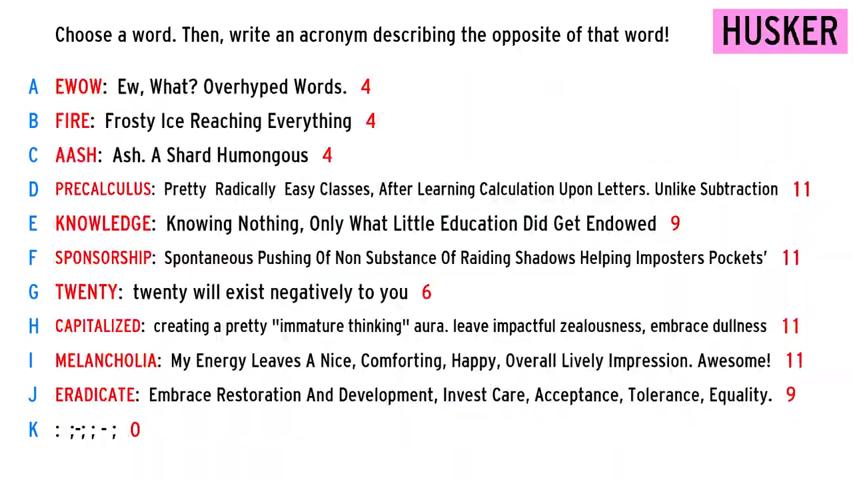 Choose a word. Then, write an acronym describing the opposite of that word!
HUSKER
A EWOW: Ew, What? Overhyped Words. 4
B FIRE: Frosty Ice Reaching Everything 4
C AASH: Ash. A Shard Humongous 4
D PRECALCULUS: Pretty Radically Easy Classes, After Learning Calculation Upon Letters. Unlike Subtraction 11
E KNOWLEDGE: Knowing Nothing, Only What Little Education Did Get Endowed 9
F SPONSORSHIP: Spontaneous Pushing Of Non Substance Of Raiding Shadows Helping Imposters Pockets' 11
G TWENTY: twenty will exist negatively to you 6
H CAPITALIZED: creating a pretty "immature thinking" aura. leave impactful zealousness, embrace dullness 11
I MELANCHOLIA: My Energy Leaves A Nice, Comforting, Happy, Overall Lively Impression. Awesome! 11
J ERADICATE: Embrace Restoration And Development, Invest Care, Acceptance, Tolerance, Equality. 9
K : ;-; ; - ; 0